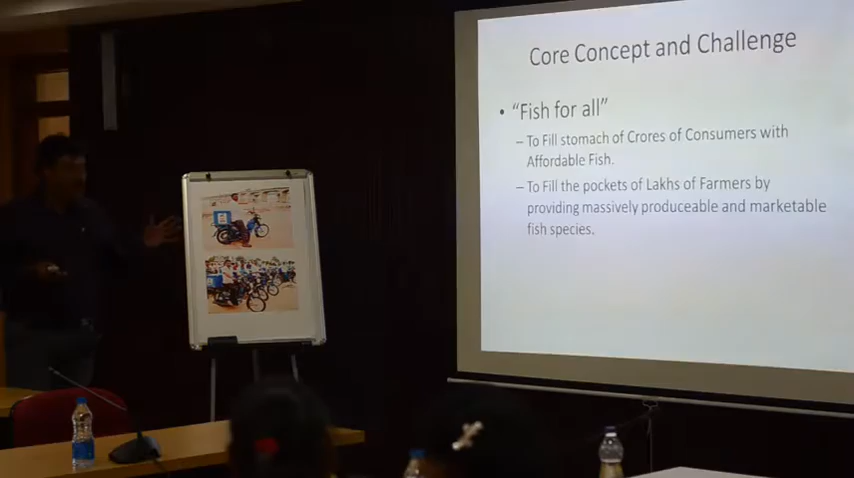 Core Concept and Challenge
• “Fish for all”
– To Fill stomach of Crores of Consumers with
Affordable Fish.
– To Fill the pockets of Lakhs of Farmers by
providing massively produceable and marketable
fish species.